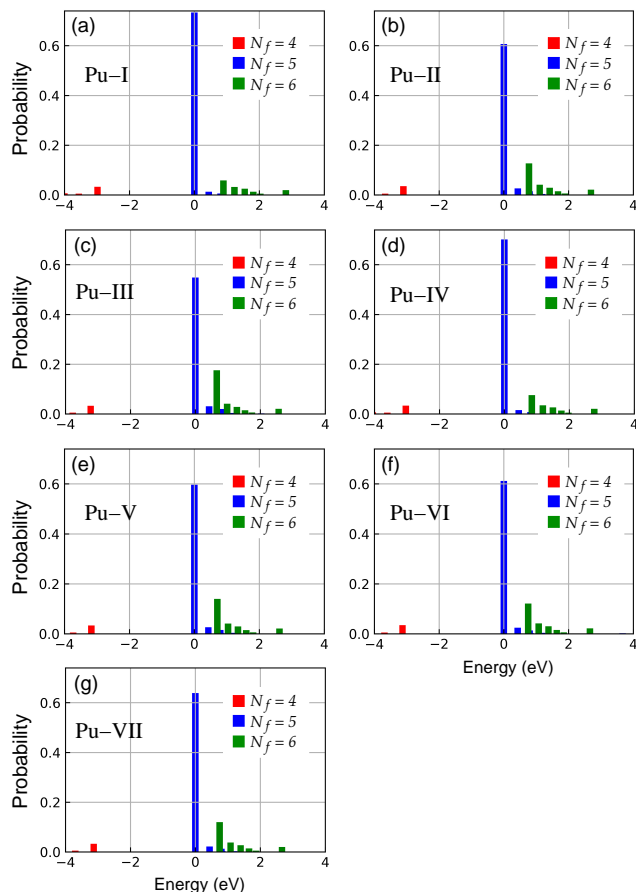 (a)
Pu–I
N_f = 4
N_f = 5
N_f = 6
Probability
0.6
0.4
0.2
0.0
−4 −2 0 2 4
(b)
Pu–II
N_f = 4
N_f = 5
N_f = 6
0.6
0.4
0.2
0.0
−4 −2 0 2 4
(c)
Pu–III
N_f = 4
N_f = 5
N_f = 6
Probability
0.6
0.4
0.2
0.0
−4 −2 0 2 4
(d)
Pu–IV
N_f = 4
N_f = 5
N_f = 6
0.6
0.4
0.2
0.0
−4 −2 0 2 4
(e)
Pu–V
N_f = 4
N_f = 5
N_f = 6
Probability
0.6
0.4
0.2
0.0
−4 −2 0 2 4
(f)
Pu–VI
N_f = 4
N_f = 5
N_f = 6
0.6
0.4
0.2
0.0
−4 −2 0 2 4
Energy (eV)
(g)
Pu–VII
N_f = 4
N_f = 5
N_f = 6
Probability
0.6
0.4
0.2
0.0
−4 −2 0 2 4
Energy (eV)